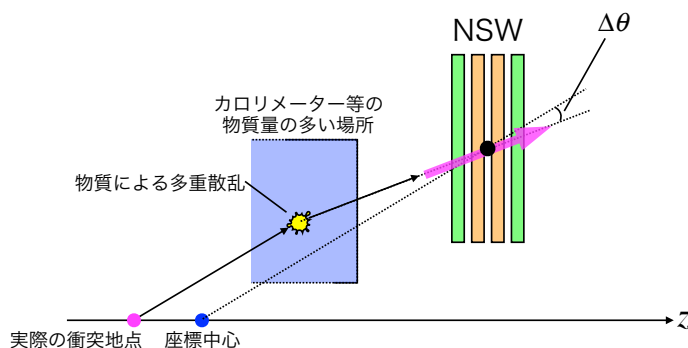 NSW
Δθ
カロリメーター等の
物質量の多い場所
物質による多重散乱
z
実際の衝突地点
座標中心